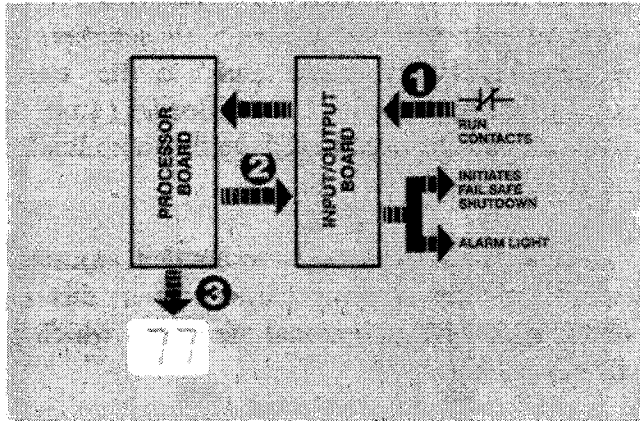 1
RUN
CONTACTS
PROCESSOR
BOARD
INPUT/OUTPUT
BOARD
2
INITIATES
FAIL SAFE
SHUTDOWN
ALARM LIGHT
3
77